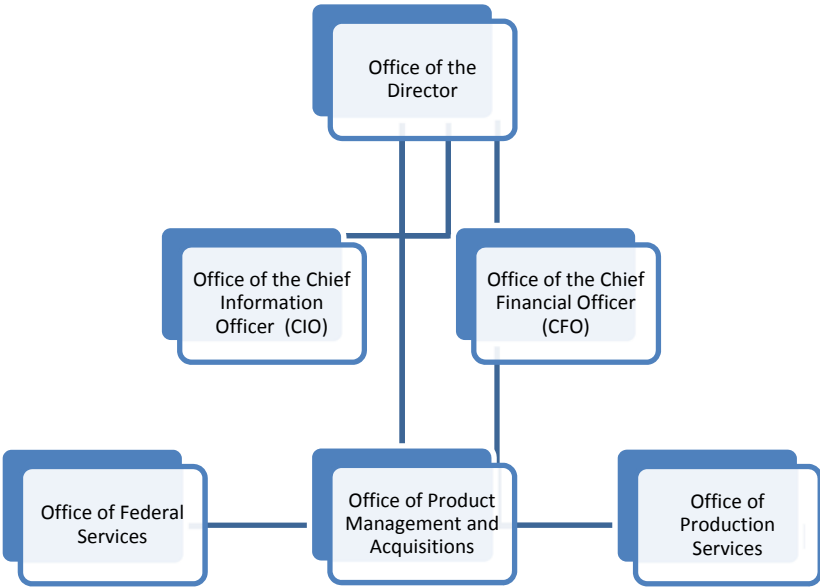 Office of the
Director
Office of the Chief
Information
Officer (CIO)
Office of the Chief
Financial Officer
(CFO)
Office of Federal
Services
Office of Product
Management and
Acquisitions
Office of
Production
Services